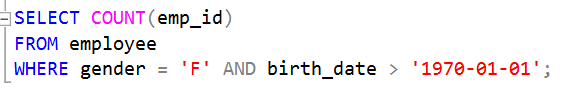 SELECT COUNT(emp_id)
FROM employee
WHERE gender = 'F' AND birth_date > '1970-01-01';